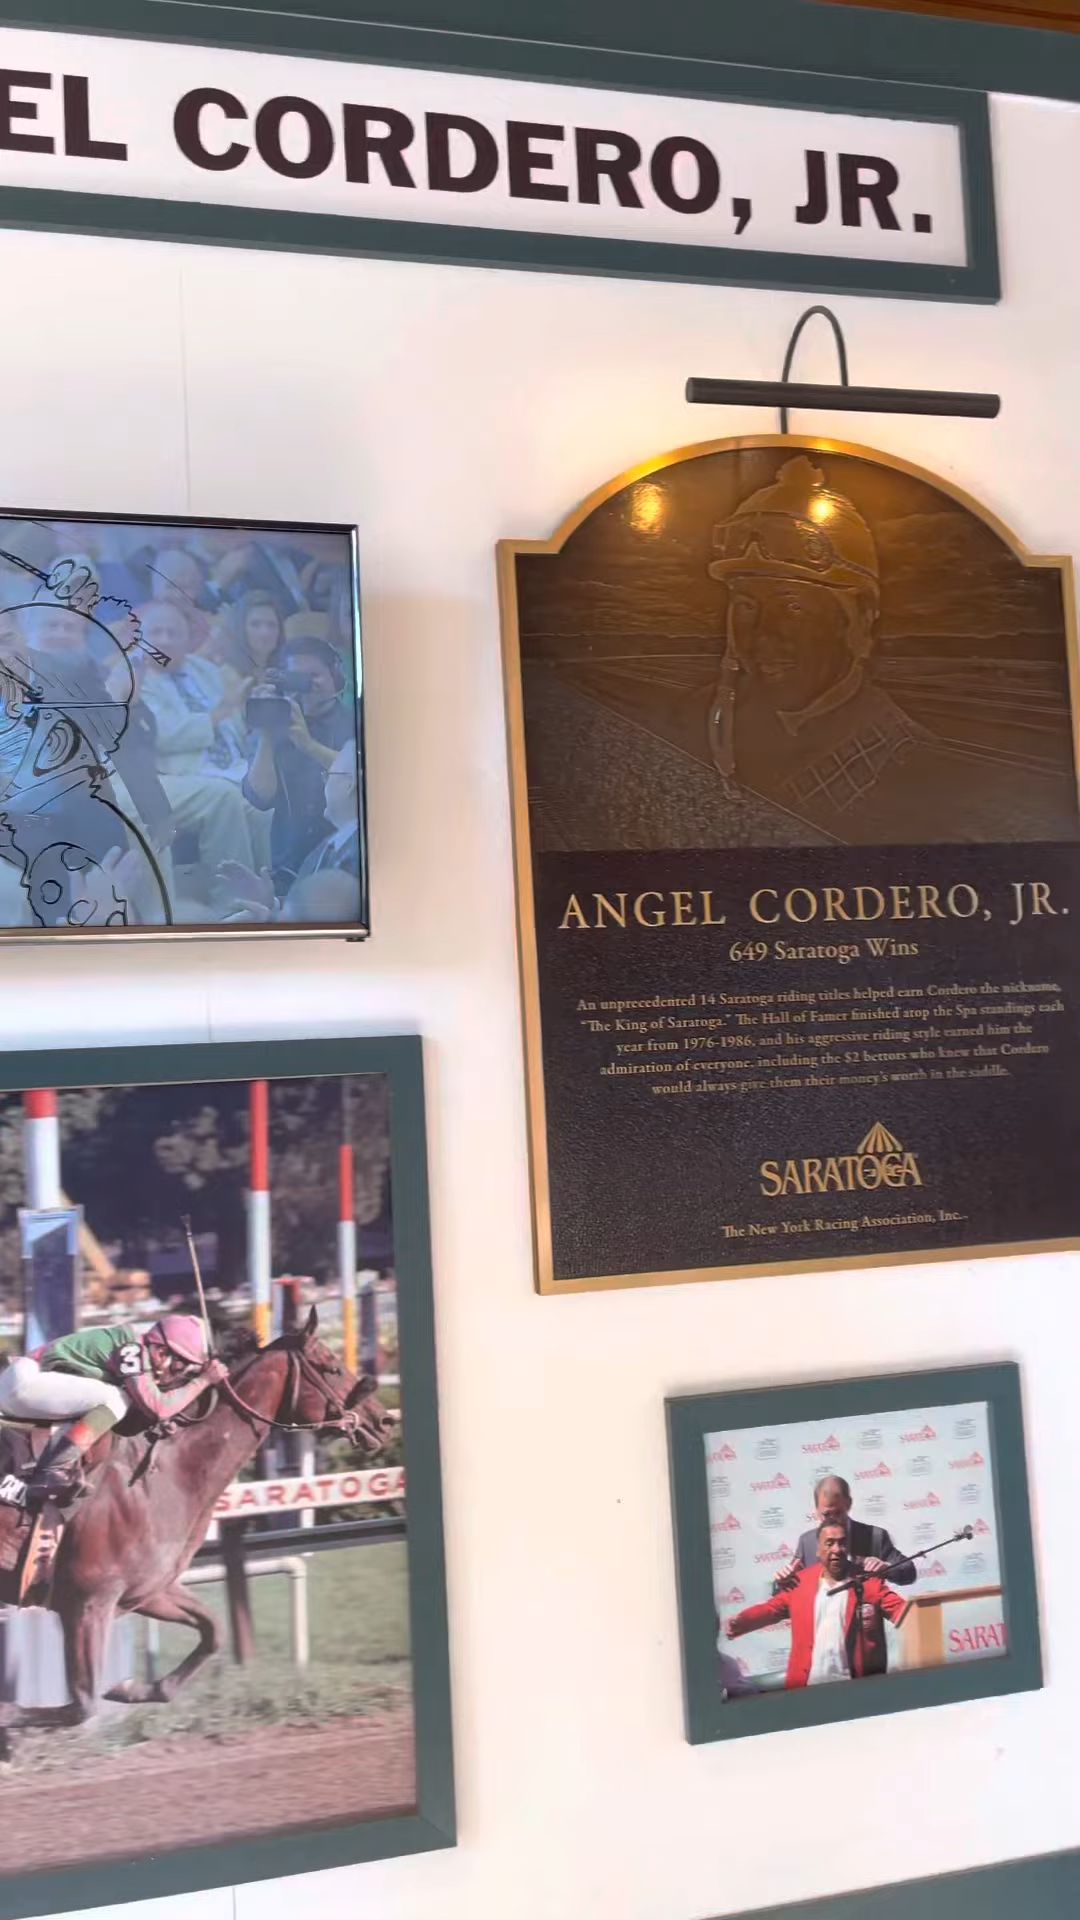 EL CORDERO, JR.
ANGEL CORDERO, JR.
649 Saratoga Wins
An unprecedented 14 Saratoga riding titles helped earn Cordero the nickname,
"The King of Saratoga." The Hall of Famer finished atop the Spa standings each
year from 1976-1986, and his aggressive riding style earned him the
admiration of everyone, including the $2 bettors who knew that Cordero
would always give them their money's worth in the saddle.
SARATOGA
The New York Racing Association, Inc.
3
SARATOGA
SARAT